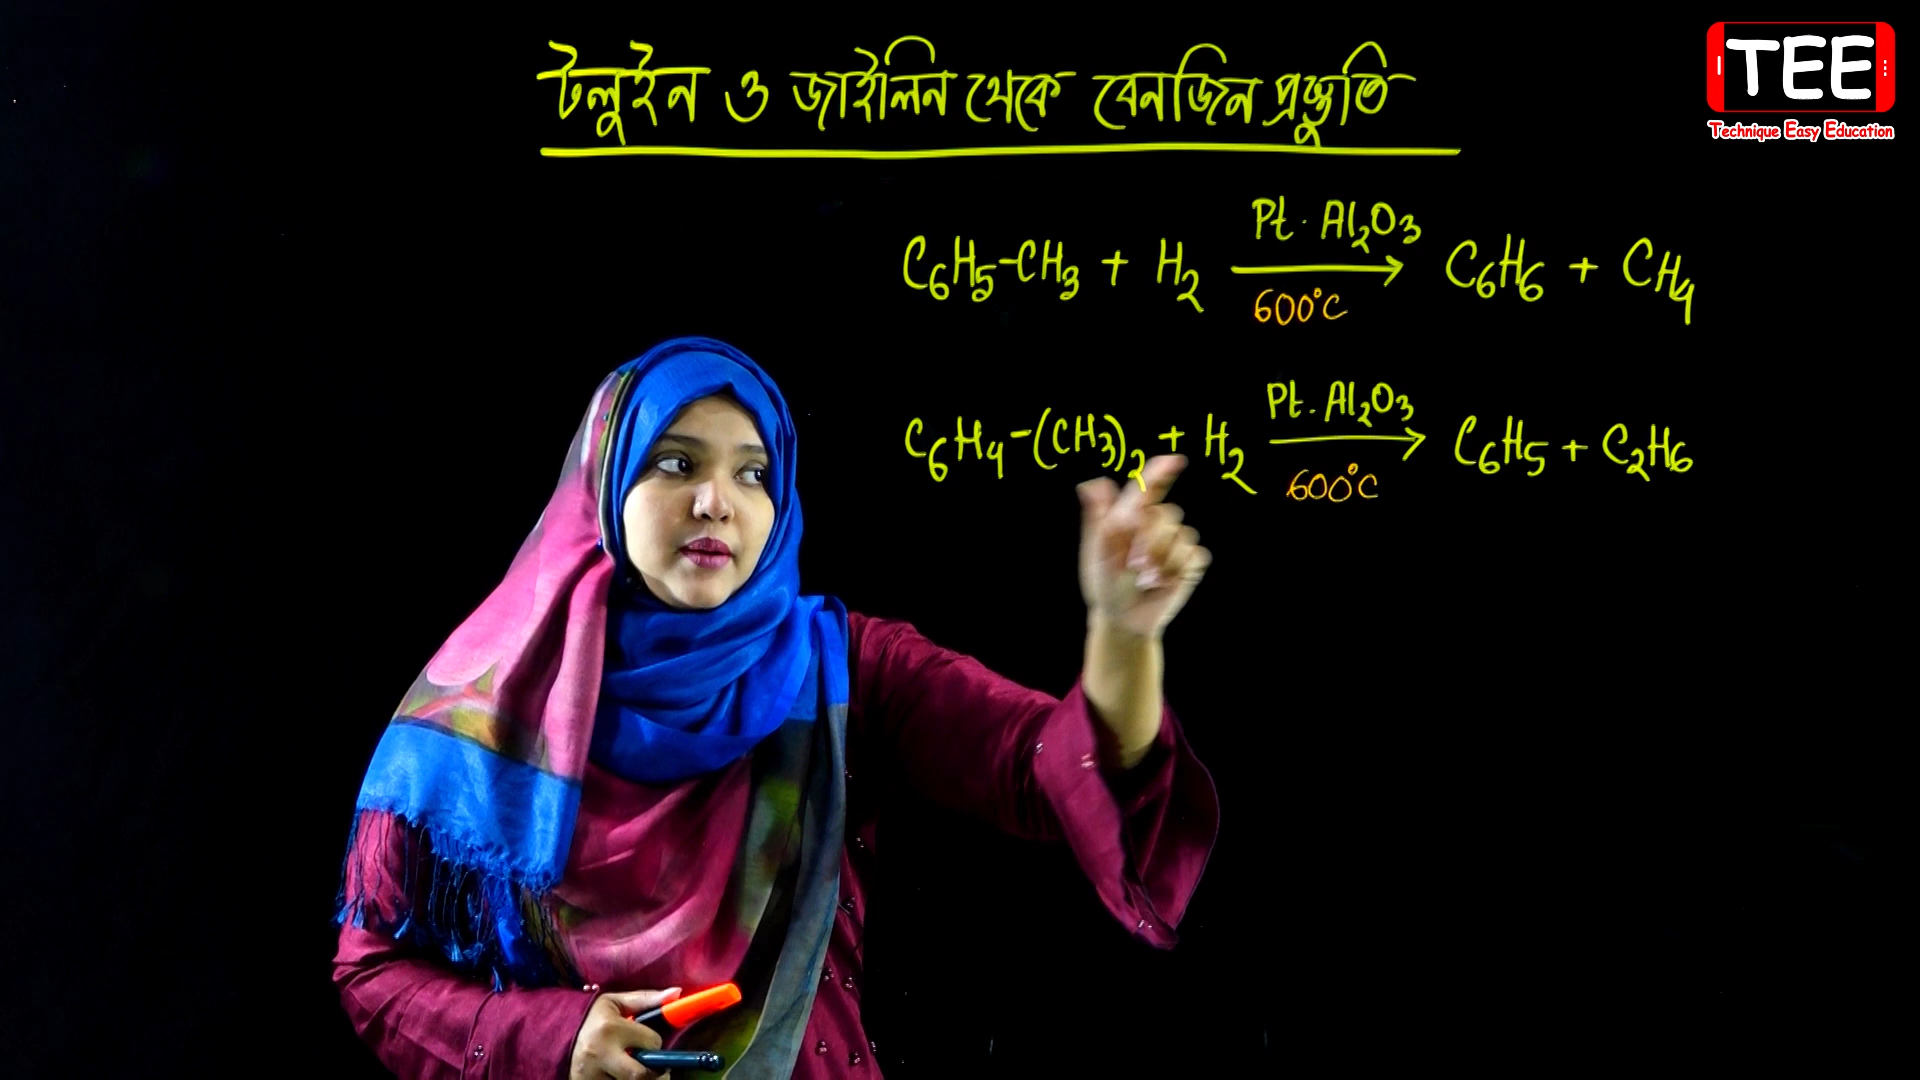 টলুইন ও জাইলিন থেকে বেনজিন প্রস্তুতি
TEE
Technique Easy Education
C₆H₅-CH₃ + H₂ Pt. Al₂O₃ → 600°C C₆H₆ + CH₄
C₆H₄-(CH₃)₂ + H₂ Pt. Al₂O₃ → 600°C C₆H₅ + C₂H₆